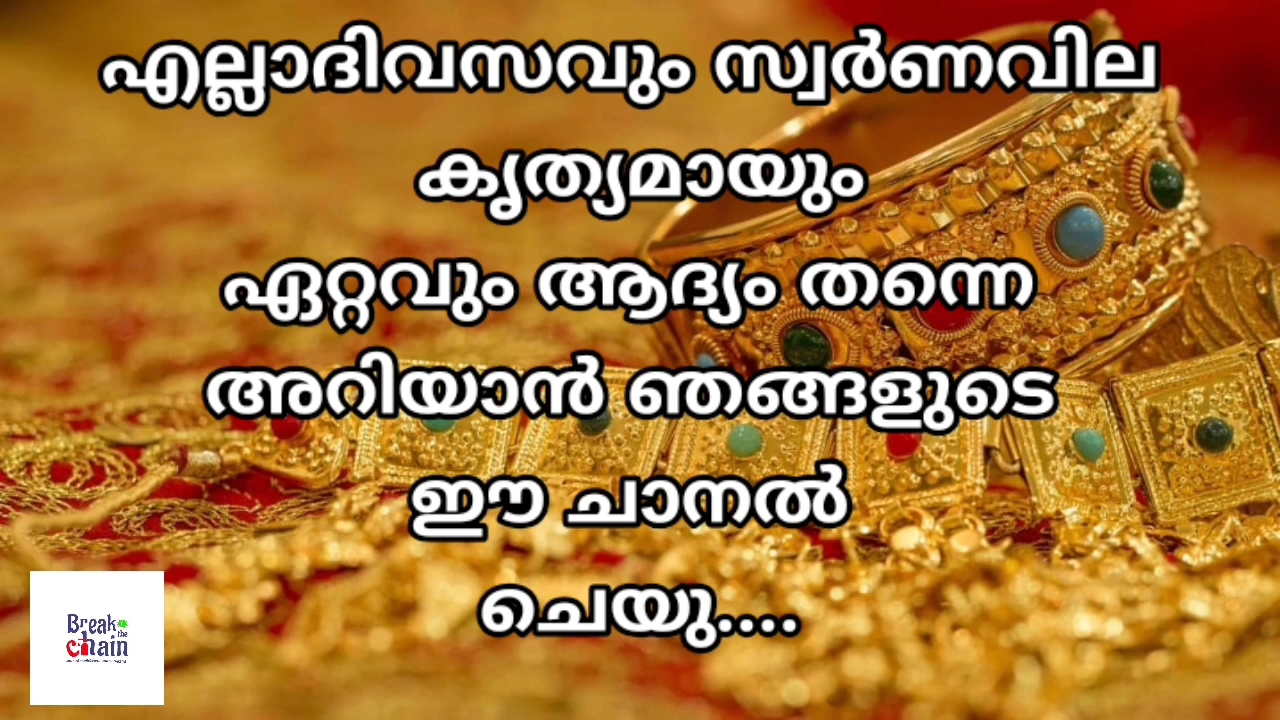 എല്ലാദിവസവും സ്വർണവില
കൃത്യമായും
ഏറ്റവും ആദ്യം തന്നെ
അറിയാൻ ഞങ്ങളുടെ
ഈ ചാനൽ
ചെയു....
Break
the
chain